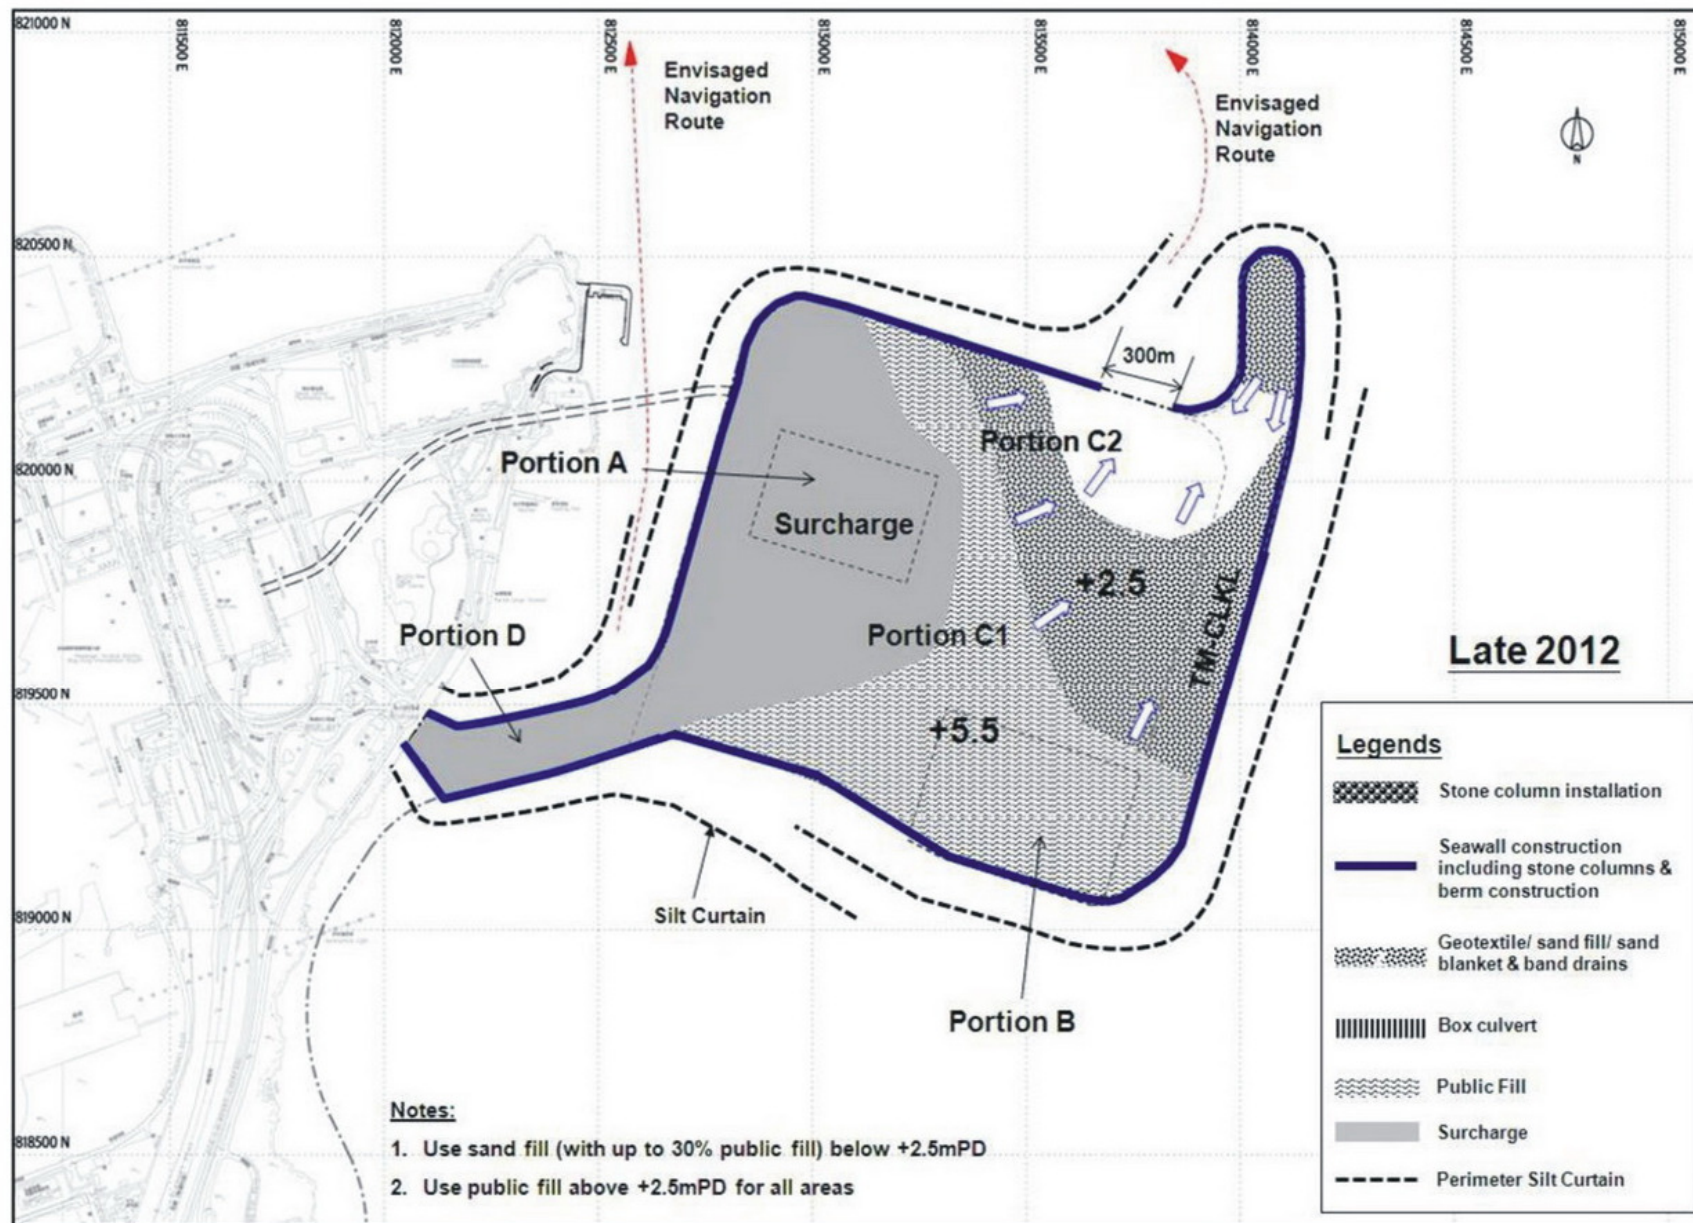 821000 N
811500 E
812000 E
812500 E
813000 E
813500 E
814000 E
814500 E
815000 E
Envisaged
Navigation
Route
Envisaged
Navigation
Route
N
820500 N
300m
Portion C2
820000 N
Portion A
Surcharge
+2.5
Portion D
Portion C1
TM-CLKL
Late 2012
819500 N
+5.5
Legends
Stone column installation
Seawall construction
including stone columns &
berm construction
819000 N
Silt Curtain
Geotextile/ sand fill/ sand
blanket & band drains
Portion B
Box culvert
Public Fill
Notes:
818500 N
1. Use sand fill (with up to 30% public fill) below +2.5mPD
Surcharge
2. Use public fill above +2.5mPD for all areas
Perimeter Silt Curtain